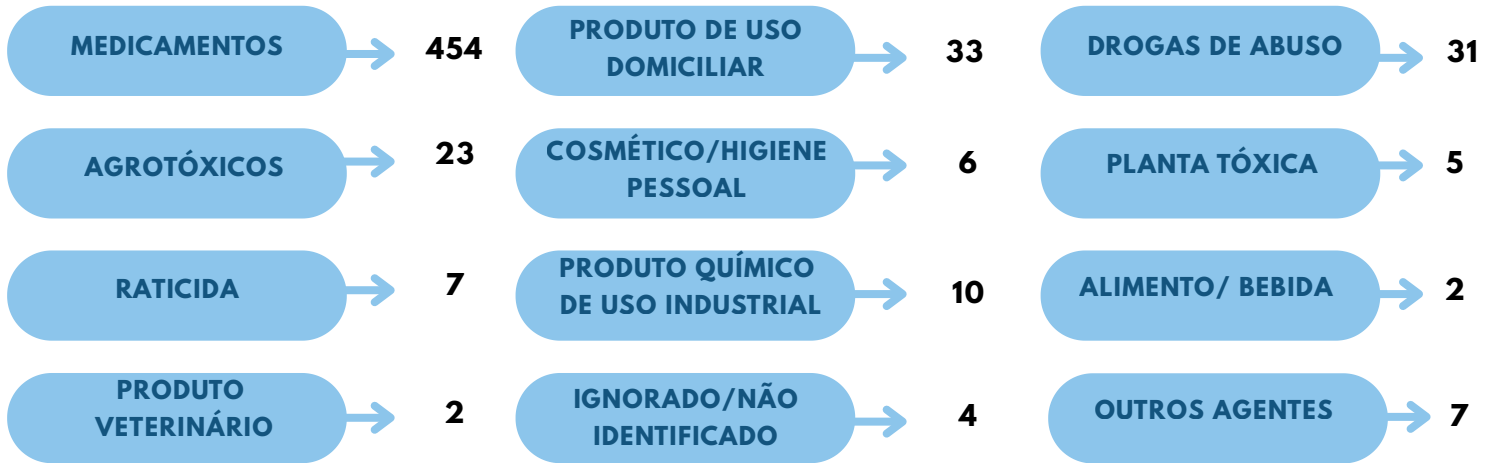 MEDICAMENTOS 454
PRODUTO DE USO
DOMICILIAR 33
DROGAS DE ABUSO 31
AGROTÓXICOS 23
COSMÉTICO/HIGIENE
PESSOAL 6
PLANTA TÓXICA 5
RATICIDA 7
PRODUTO QUÍMICO
DE USO INDUSTRIAL 10
ALIMENTO/ BEBIDA 2
PRODUTO
VETERINÁRIO 2
IGNORADO/NÃO
IDENTIFICADO 4
OUTROS AGENTES 7